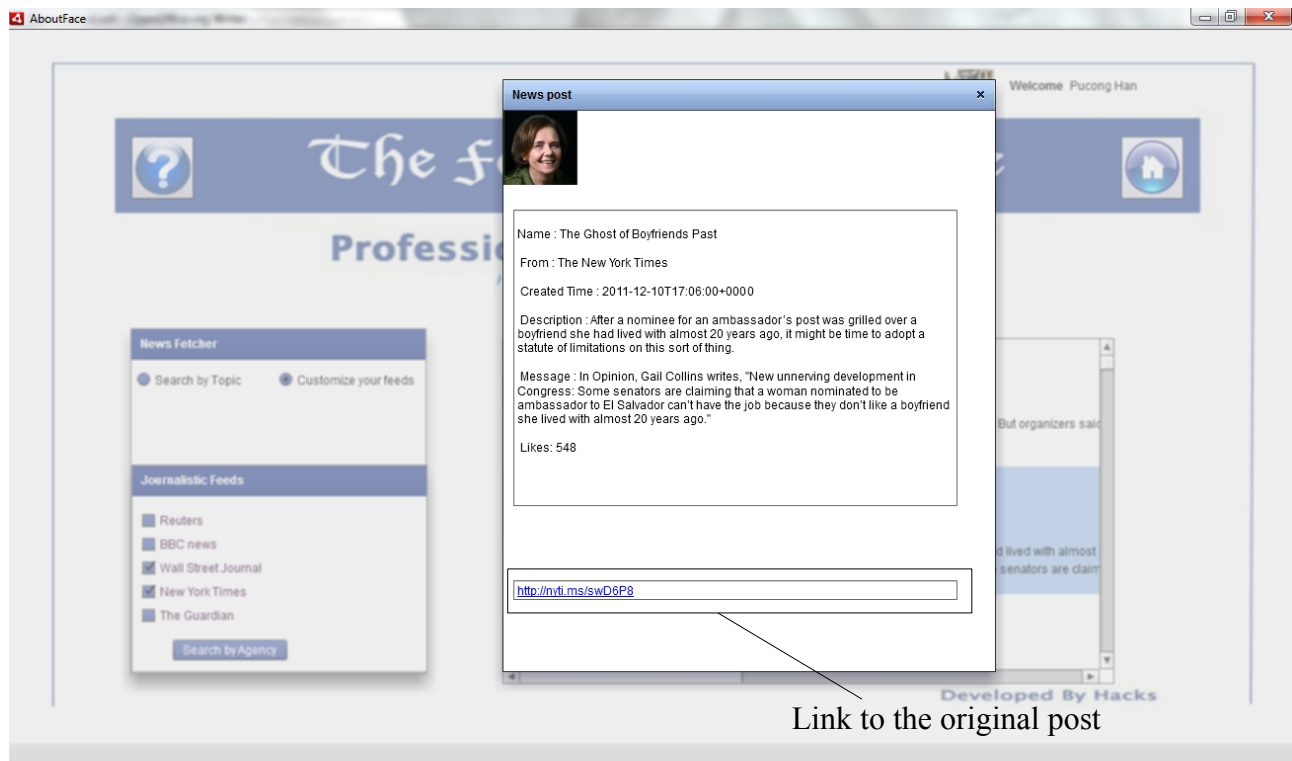 AboutFace
Welcome Pucong Han
News post
×
The
Name : The Ghost of Boyfriends Past
From : The New York Times
Created Time : 2011-12-10T17:06:00+0000
Description : After a nominee for an ambassador's post was grilled over a
boyfriend she had lived with almost 20 years ago, it might be time to adopt a
statute of limitations on this sort of thing.
Message : In Opinion, Gail Collins writes, "New unnerving development in
Congress: Some senators are claiming that a woman nominated to be
ambassador to El Salvador can't have the job because they don't like a boyfriend
she lived with almost 20 years ago."
Likes: 548
http://nyti.ms/swD6P8
News Fetcher
Search by Topic Customize your feeds
Journalistic Feeds
Reuters
BBC news
Wall Street Journal
New York Times
The Guardian
Search by Agency
But organizers said
lived with almost
senators are claim
Developed By Hacks
Link to the original post